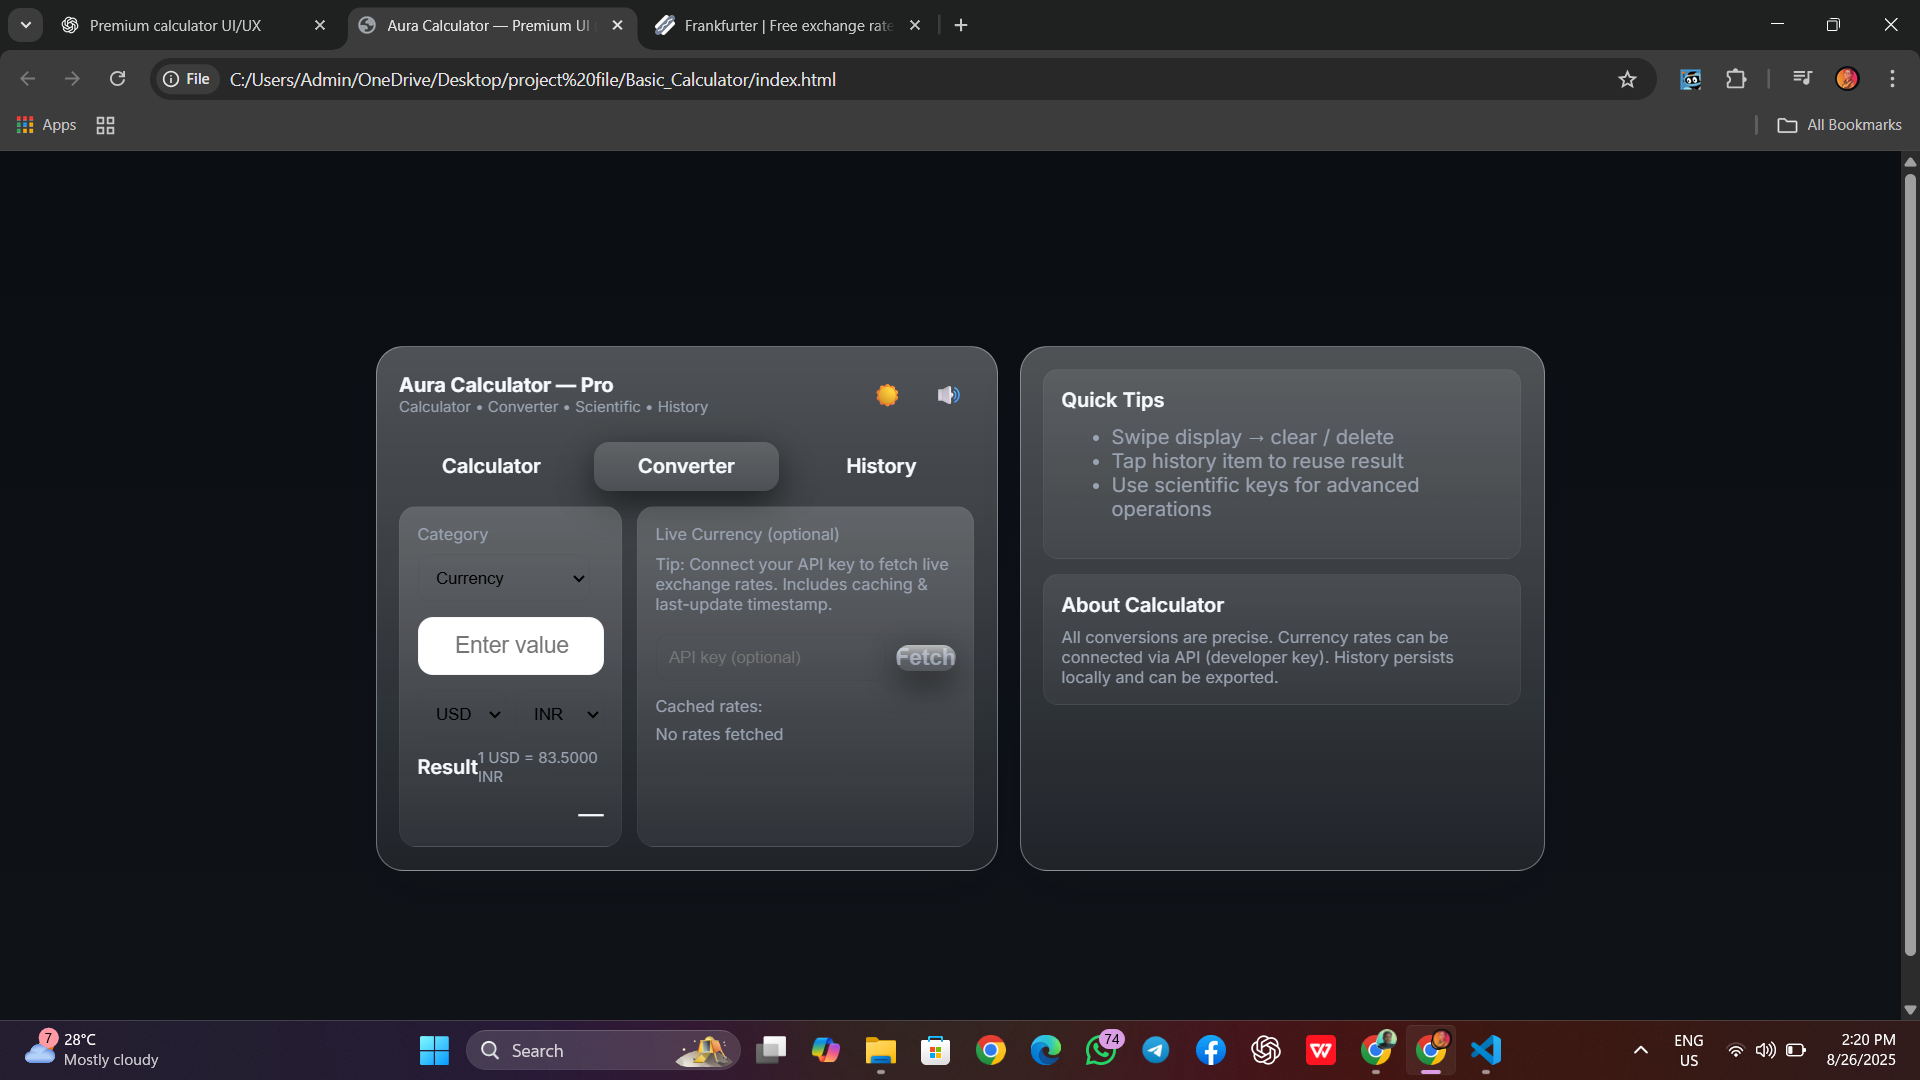 Premium calculator UI/UX
Aura Calculator — Premium UI
Frankfurter | Free exchange rate
File
C:/Users/Admin/OneDrive/Desktop/project%20file/Basic_Calculator/index.html
Apps
All Bookmarks
Aura Calculator — Pro
Calculator • Converter • Scientific • History
Calculator
Converter
History
Category
Currency
Enter value
USD
INR
Result
1 USD = 83.5000
INR
—
Live Currency (optional)
Tip: Connect your API key to fetch live
exchange rates. Includes caching &
last-update timestamp.
API key (optional)
Fetch
Cached rates:
No rates fetched
Quick Tips
• Swipe display → clear / delete
• Tap history item to reuse result
• Use scientific keys for advanced
operations
About Calculator
All conversions are precise. Currency rates can be
connected via API (developer key). History persists
locally and can be exported.
7
28°C
Mostly cloudy
Search
74
W
ENG
US
2:20 PM
8/26/2025